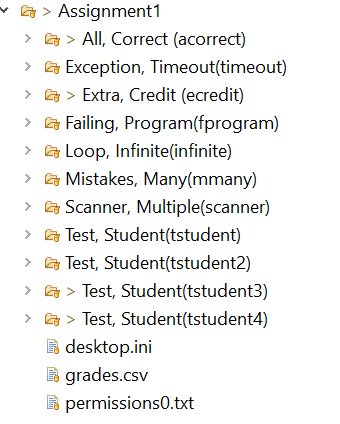 > Assignment1
> All, Correct (acorrect)
Exception, Timeout(timeout)
> Extra, Credit (ecredit)
Failing, Program(fprogram)
Loop, Infinite(infinite)
Mistakes, Many(mmany)
Scanner, Multiple(scanner)
Test, Student(tstudent)
Test, Student(tstudent2)
> Test, Student(tstudent3)
> Test, Student(tstudent4)
desktop.ini
grades.csv
permissions0.txt